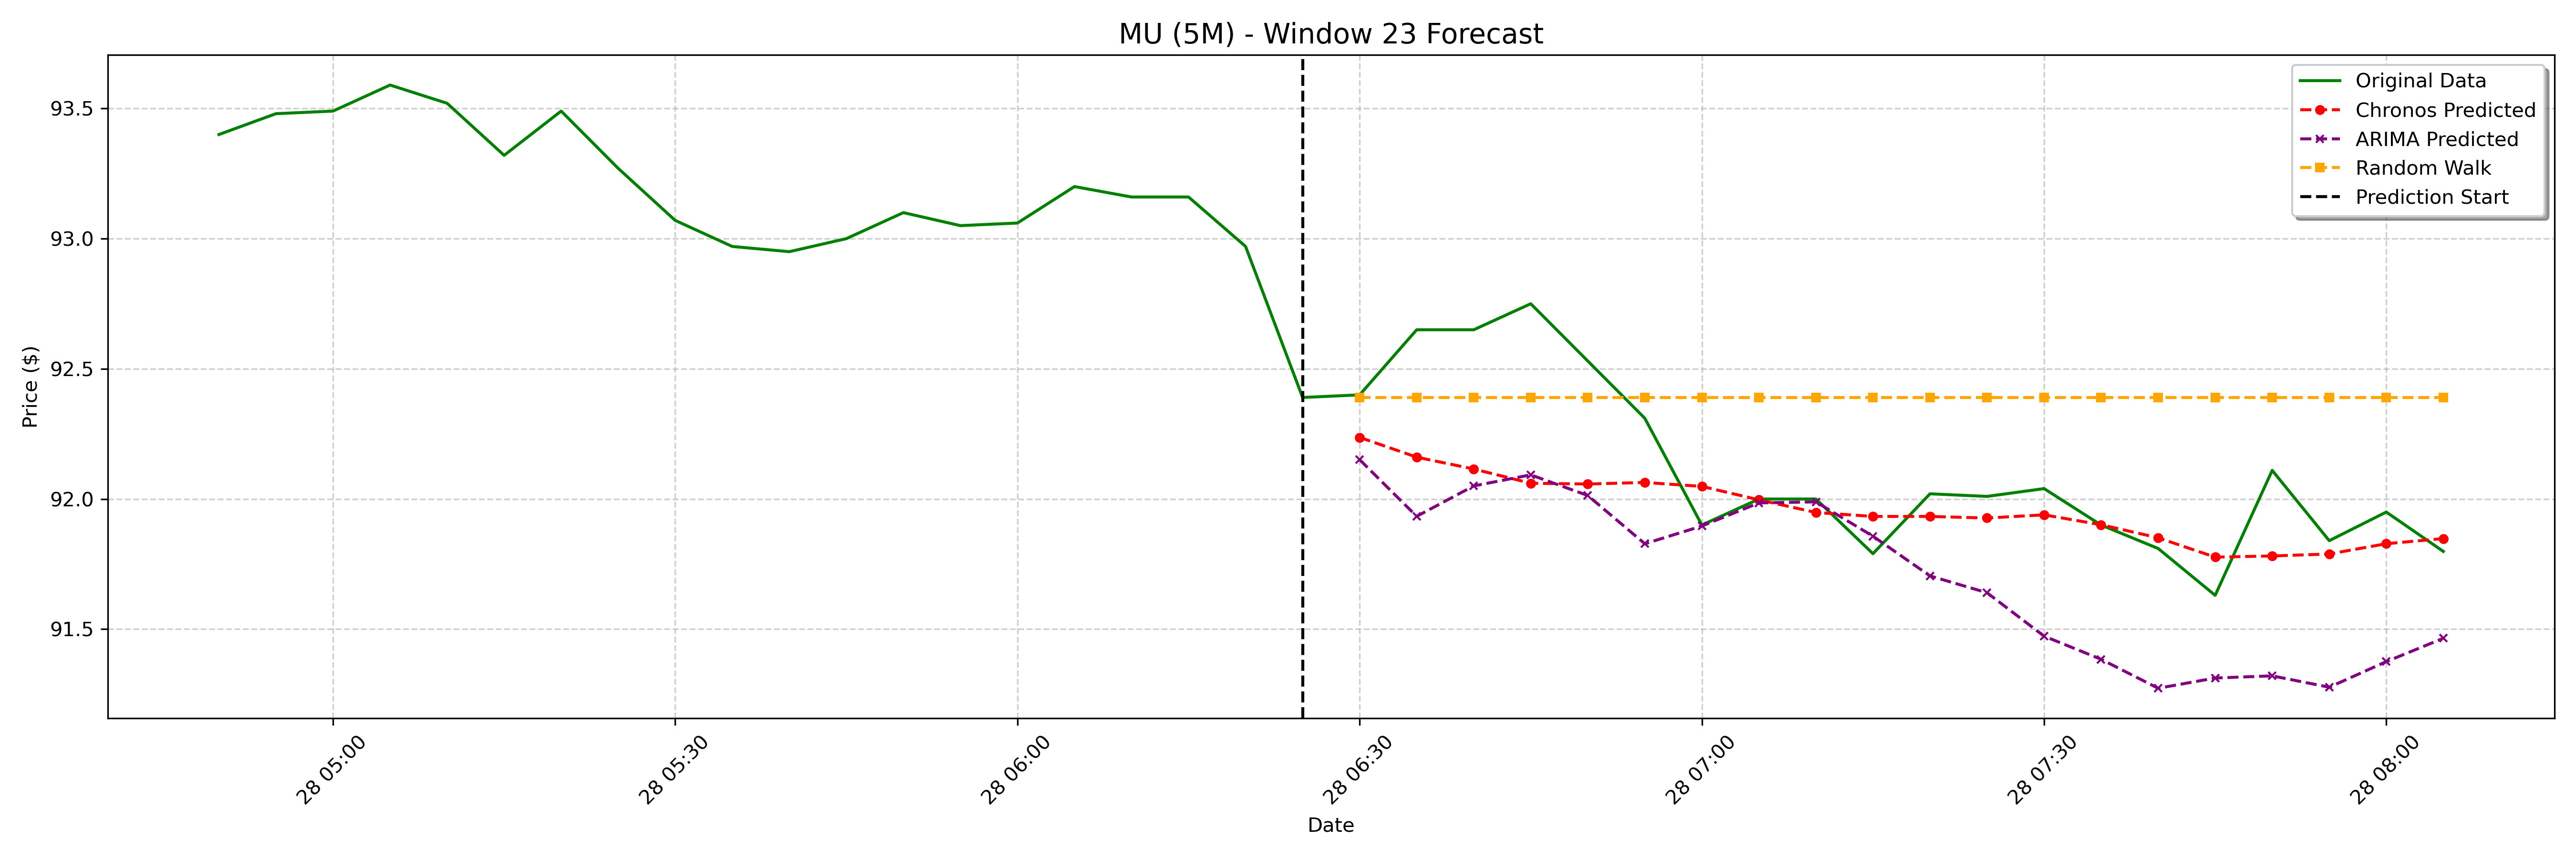 MU (5M) - Window 23 Forecast
Original Data
Chronos Predicted
ARIMA Predicted
Random Walk
Prediction Start
Price ($)
93.5
93.0
92.5
92.0
91.5
28 05:00
28 05:30
28 06:00
28 06:30
28 07:00
28 07:30
28 08:00
Date